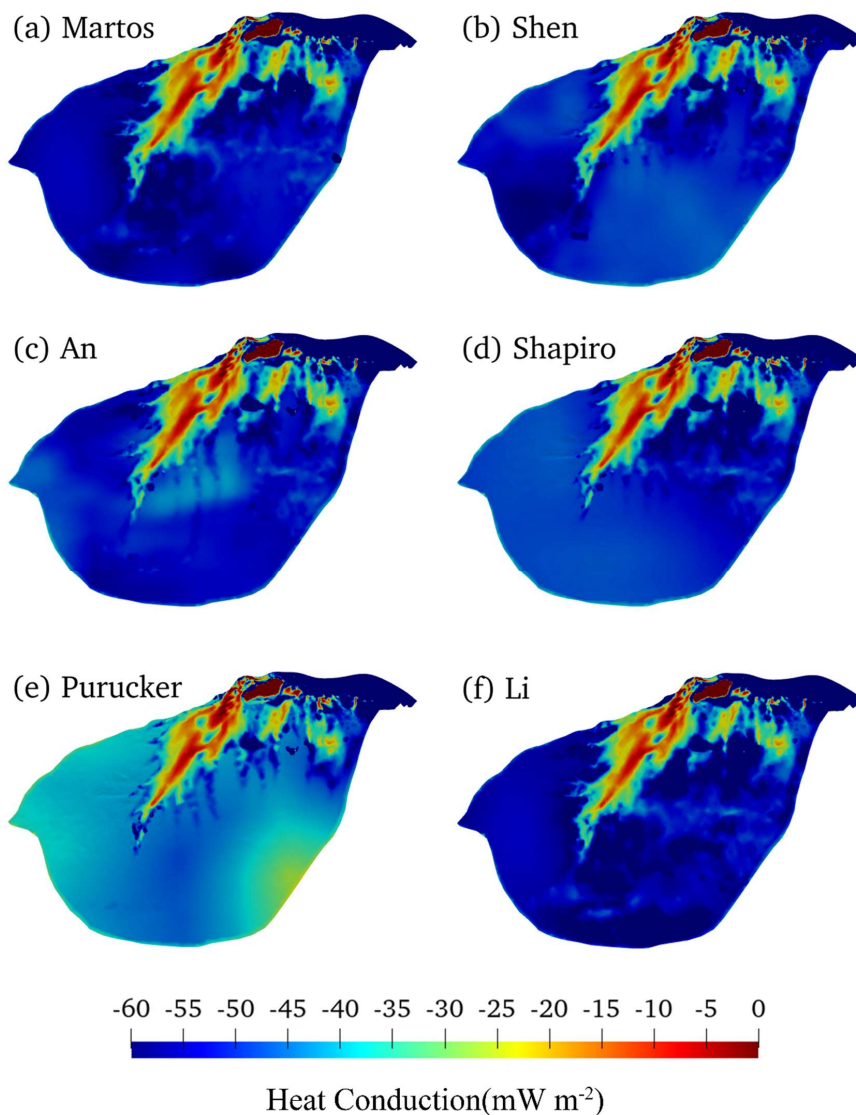 (a) Martos (b) Shen
(c) An (d) Shapiro
(e) Purucker (f) Li
-60 -55 -50 -45 -40 -35 -30 -25 -20 -15 -10 -5 0
Heat Conduction(mW m⁻²)